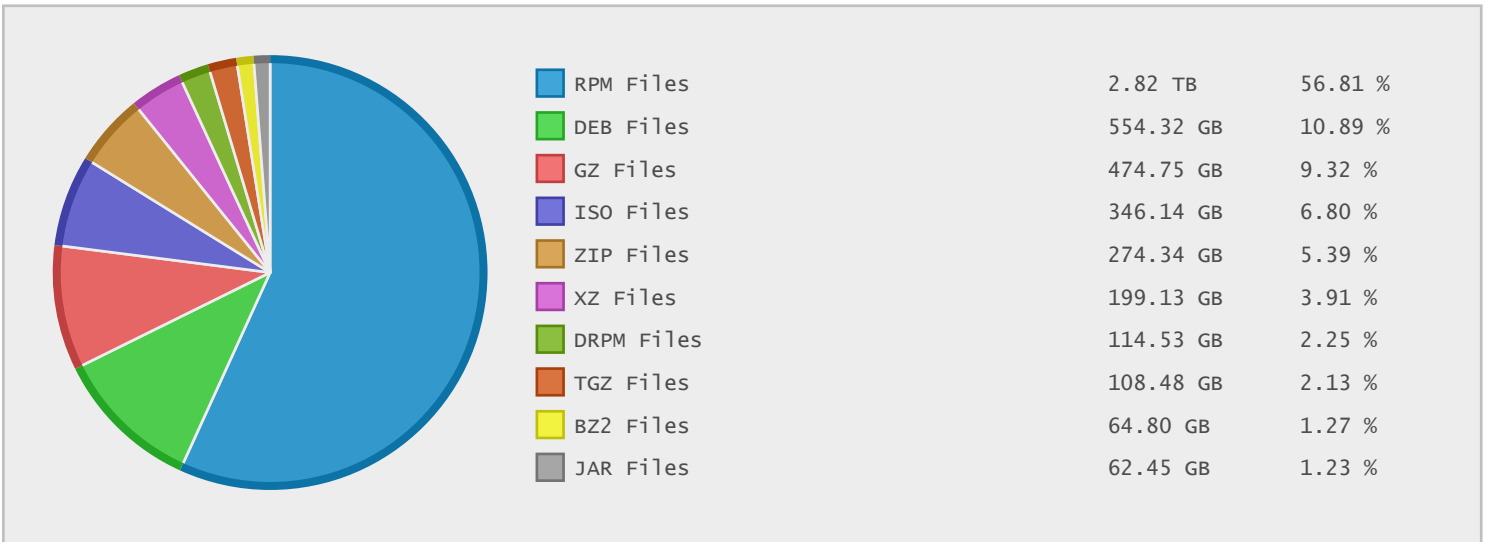 RPM Files 2.82 TB 56.81 %
DEB Files 554.32 GB 10.89 %
GZ Files 474.75 GB 9.32 %
ISO Files 346.14 GB 6.80 %
ZIP Files 274.34 GB 5.39 %
XZ Files 199.13 GB 3.91 %
DRPM Files 114.53 GB 2.25 %
TGZ Files 108.48 GB 2.13 %
BZ2 Files 64.80 GB 1.27 %
JAR Files 62.45 GB 1.23 %